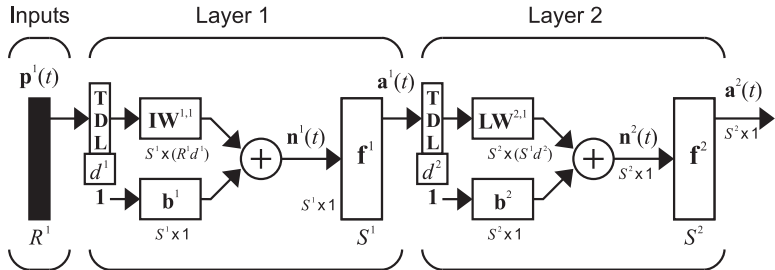 Inputs
Layer 1
Layer 2
p¹(t)
a¹(t)
a²(t)
TDL
IW¹,¹
n¹(t)
f¹
TDL
LW²,¹
n²(t)
f²
S² x 1
S¹ x (R¹d¹)
S² x (S¹d²)
S² x 1
d¹
d²
1
b¹
S¹ x 1
1
b²
R¹
S¹ x 1
S¹
S² x 1
S²